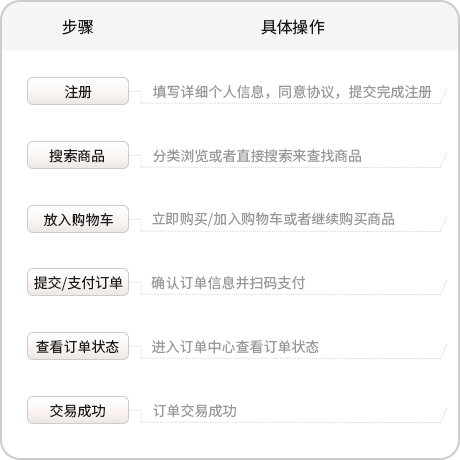 步骤 具体操作
注册 填写详细个人信息，同意协议，提交完成注册
搜索商品 分类浏览或者直接搜索来查找商品
放入购物车 立即购买/加入购物车或者继续购买商品
提交/支付订单 确认订单信息并扫码支付
查看订单状态 进入订单中心查看订单状态
交易成功 订单交易成功